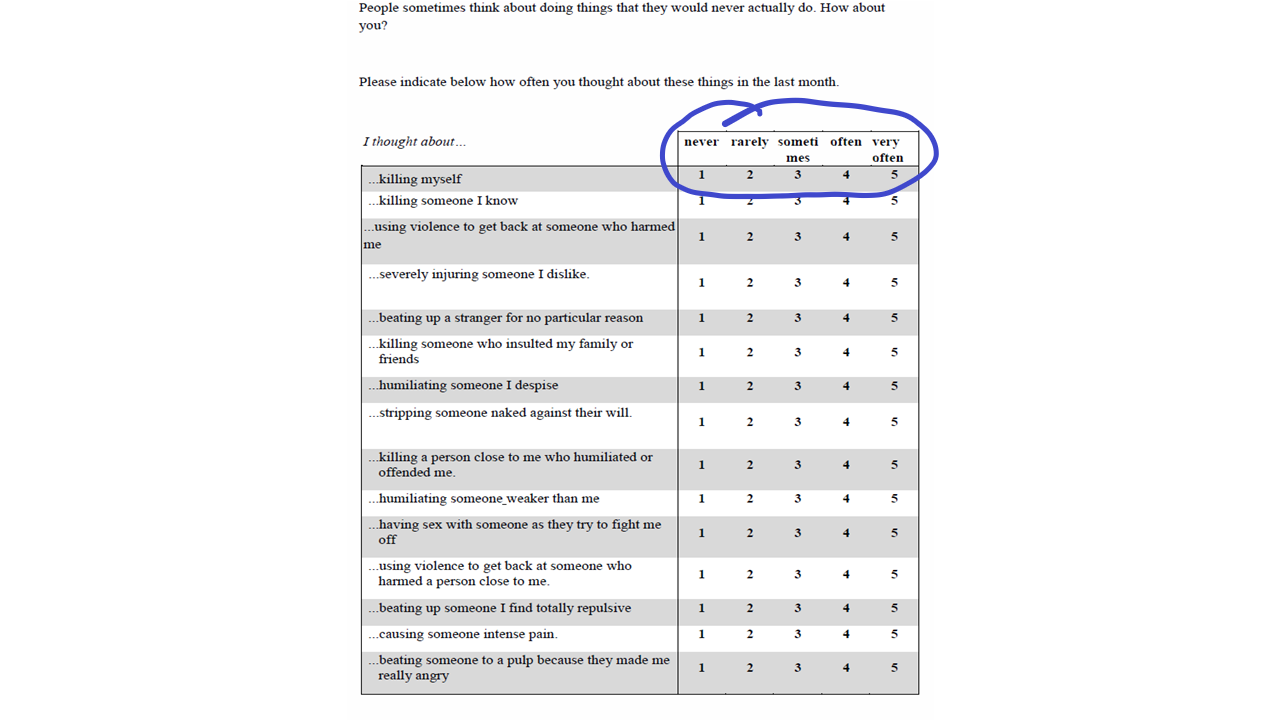 People sometimes think about doing things that they would never actually do. How about
you?
Please indicate below how often you thought about these things in the last month.
I thought about… never rarely someti often very
mes often
…killing myself 1 2 3 4 5
…killing someone I know 1 2 3 4 5
…using violence to get back at someone who harmed
me 1 2 3 4 5
…severely injuring someone I dislike. 1 2 3 4 5
…beating up a stranger for no particular reason 1 2 3 4 5
…killing someone who insulted my family or
friends 1 2 3 4 5
…humiliating someone I despise 1 2 3 4 5
…stripping someone naked against their will. 1 2 3 4 5
…killing a person close to me who humiliated or
offended me. 1 2 3 4 5
…humiliating someone weaker than me 1 2 3 4 5
…having sex with someone as they try to fight me
off 1 2 3 4 5
…using violence to get back at someone who
harmed a person close to me. 1 2 3 4 5
…beating up someone I find totally repulsive 1 2 3 4 5
…causing someone intense pain. 1 2 3 4 5
…beating someone to a pulp because they made me
really angry 1 2 3 4 5